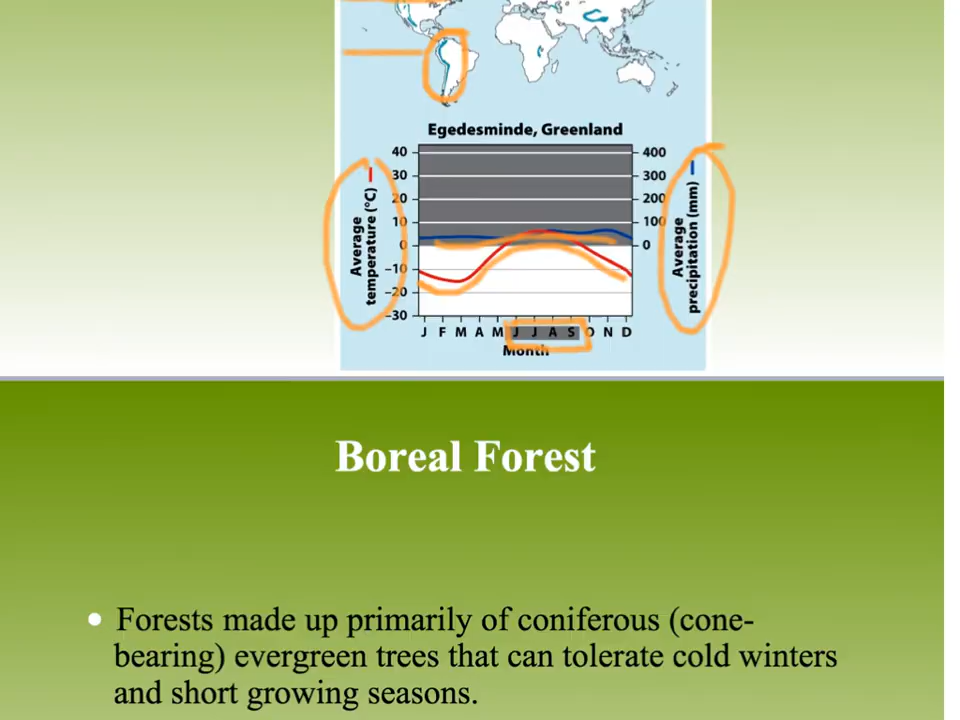 Egedesminde, Greenland
40
30
20
10
0
–10
–20
–30
400
300
200
100
0
Average
temperature (°C)
Average
precipitation (mm)
J F M A M J J A S O N D
Month
Boreal Forest
• Forests made up primarily of coniferous (cone-
bearing) evergreen trees that can tolerate cold winters
and short growing seasons.